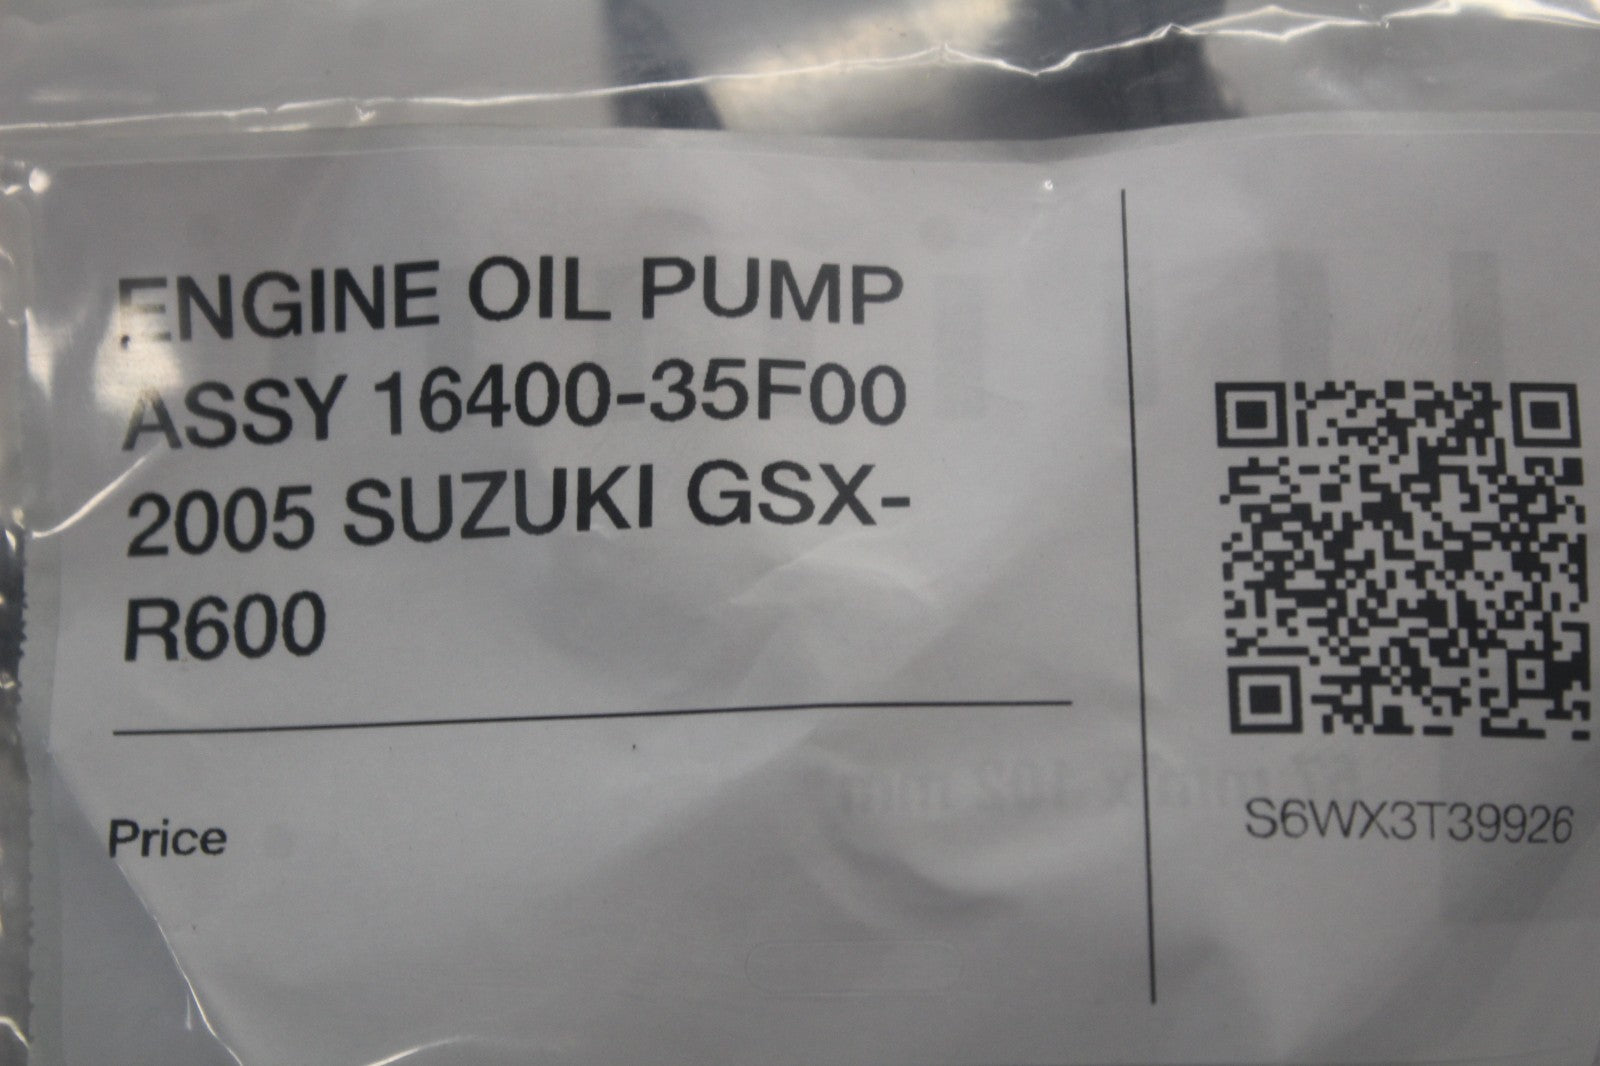 ENGINE OIL PUMP
ASSY 16400-35F00
2005 SUZUKI GSX-
R600
Price
S6WX3T39926